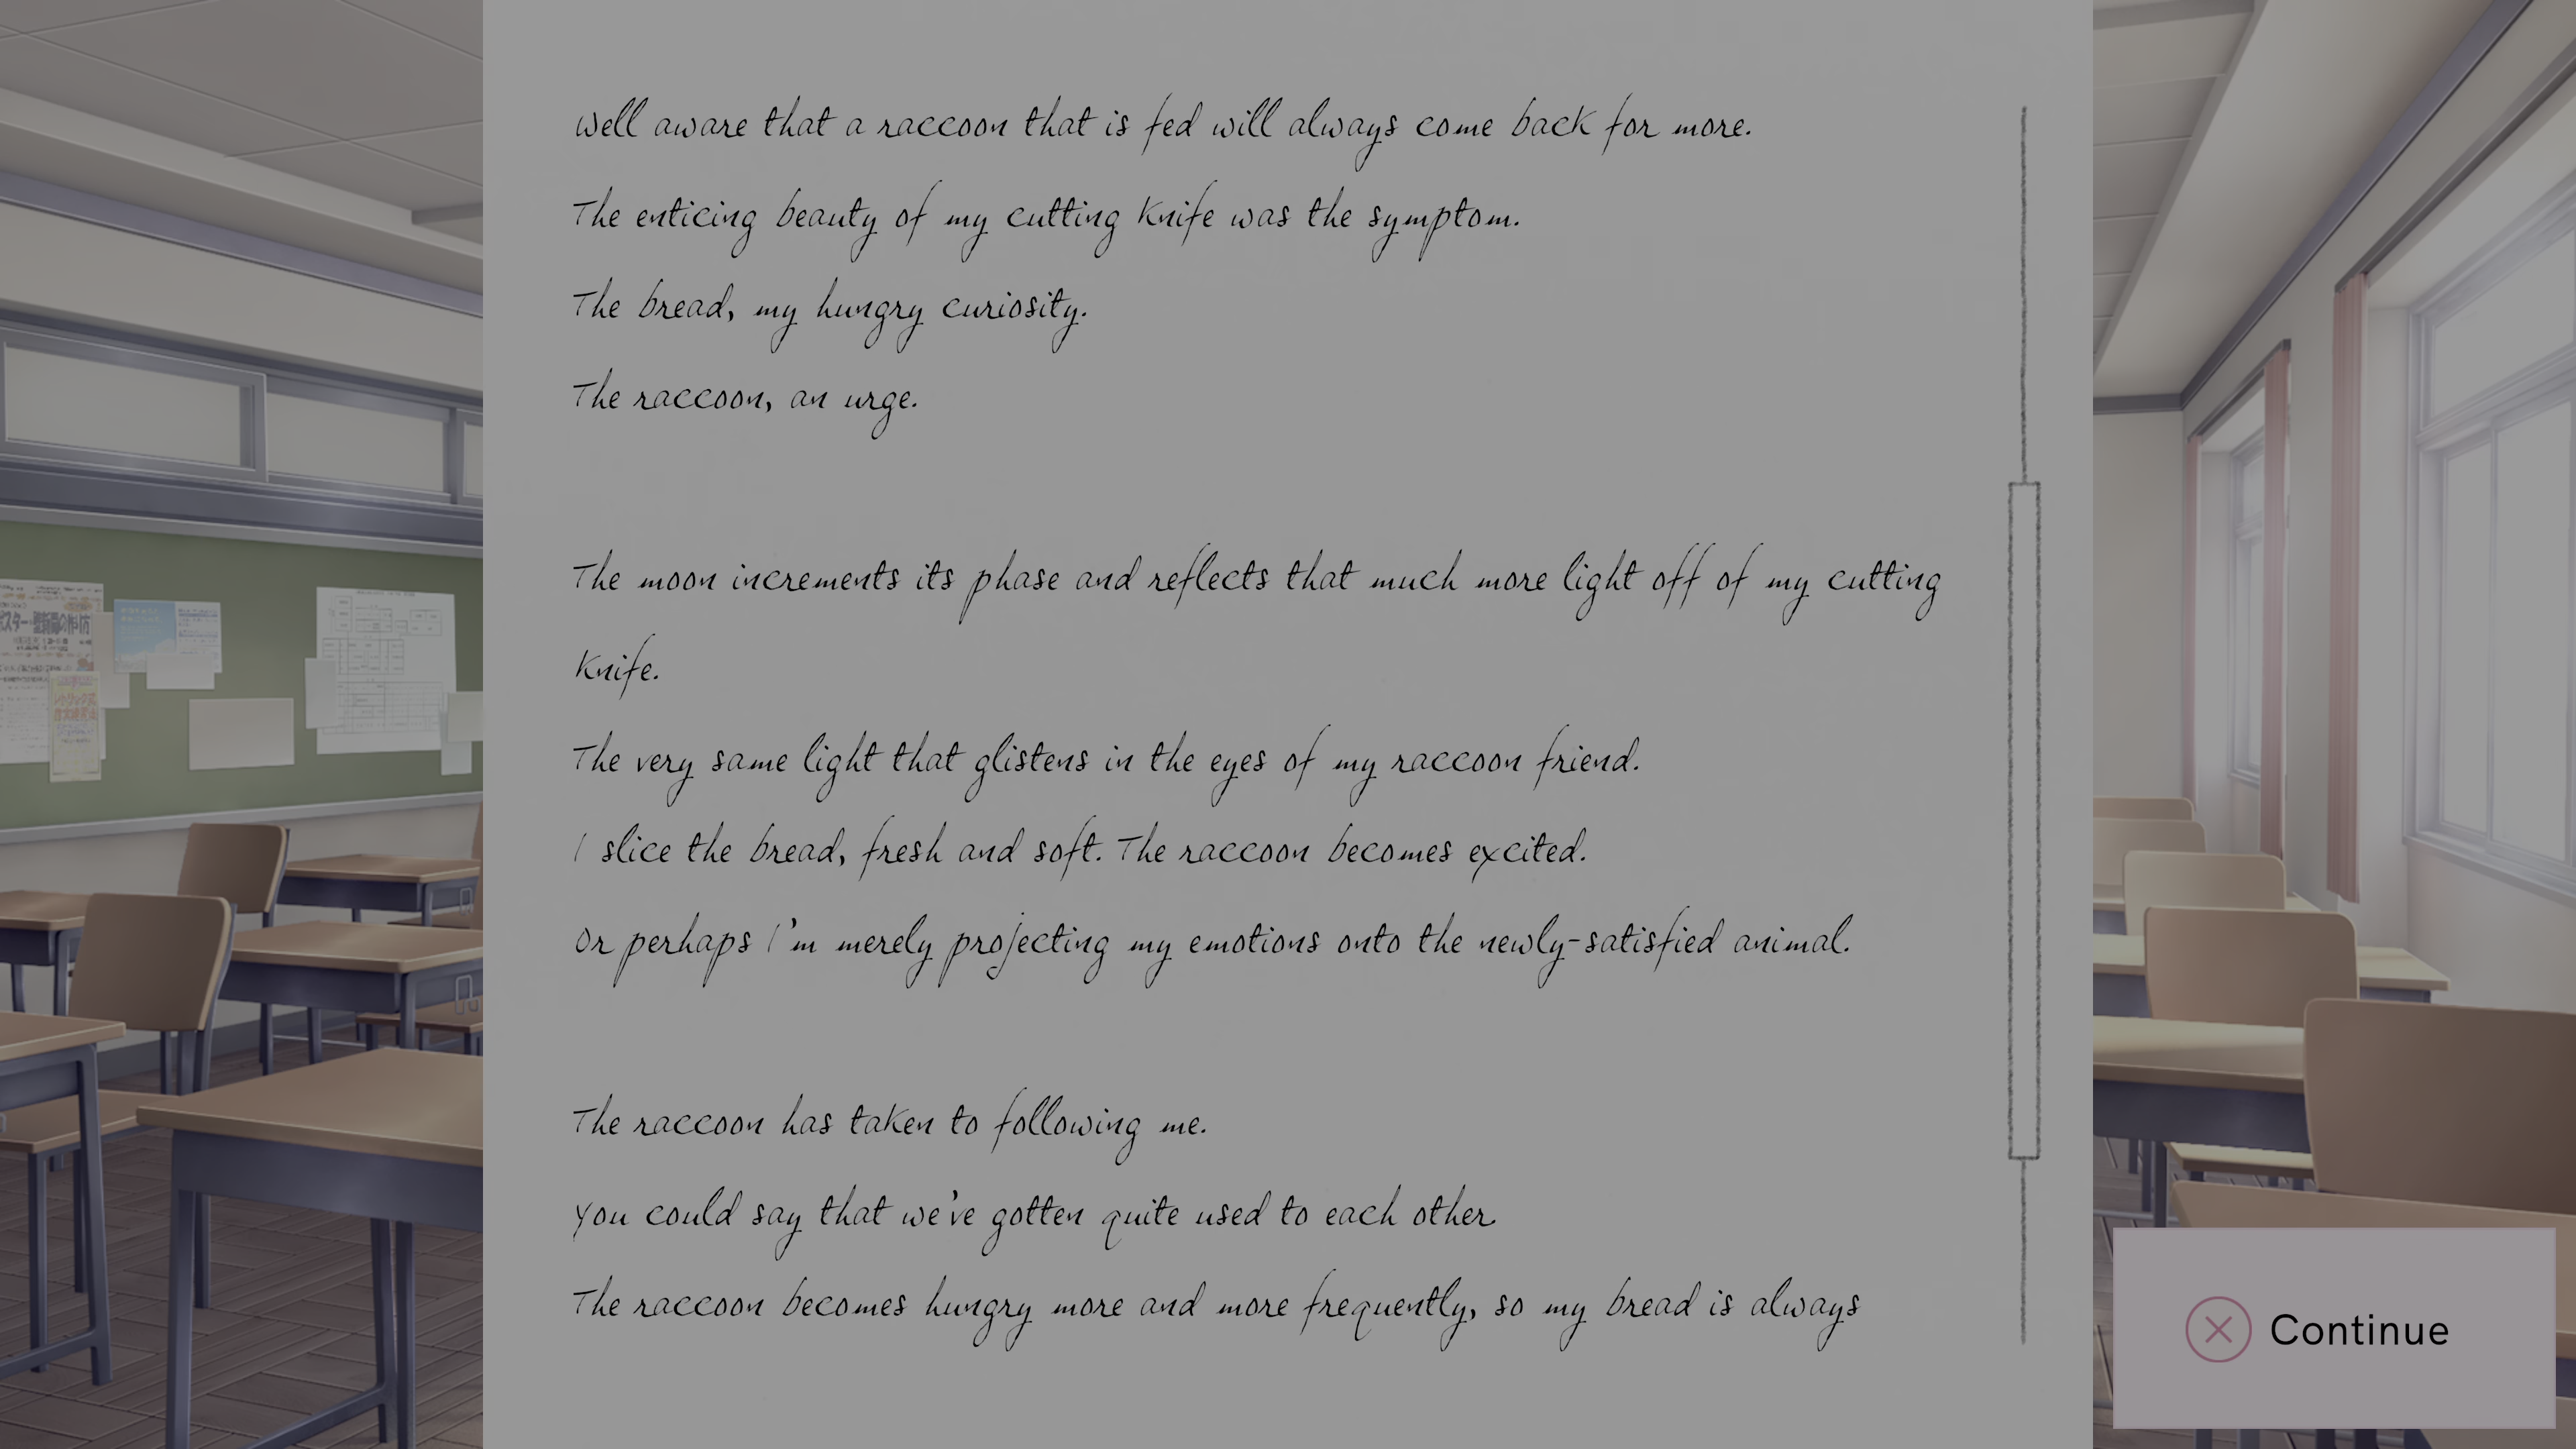 Well aware that a raccoon that is fed will always come back for more.
The enticing beauty of my cutting knife was the symptom.
The bread, my hungry curiosity.
The raccoon, an urge.
The moon increments its phase and reflects that much more light off of my cutting
knife.
The very same light that glistens in the eyes of my raccoon friend.
I slice the bread, fresh and soft. The raccoon becomes excited.
Or perhaps I'm merely projecting my emotions onto the newly-satisfied animal.
The raccoon has taken to following me.
You could say that we've gotten quite used to each other.
The raccoon becomes hungry more and more frequently, so my bread is always
Continue